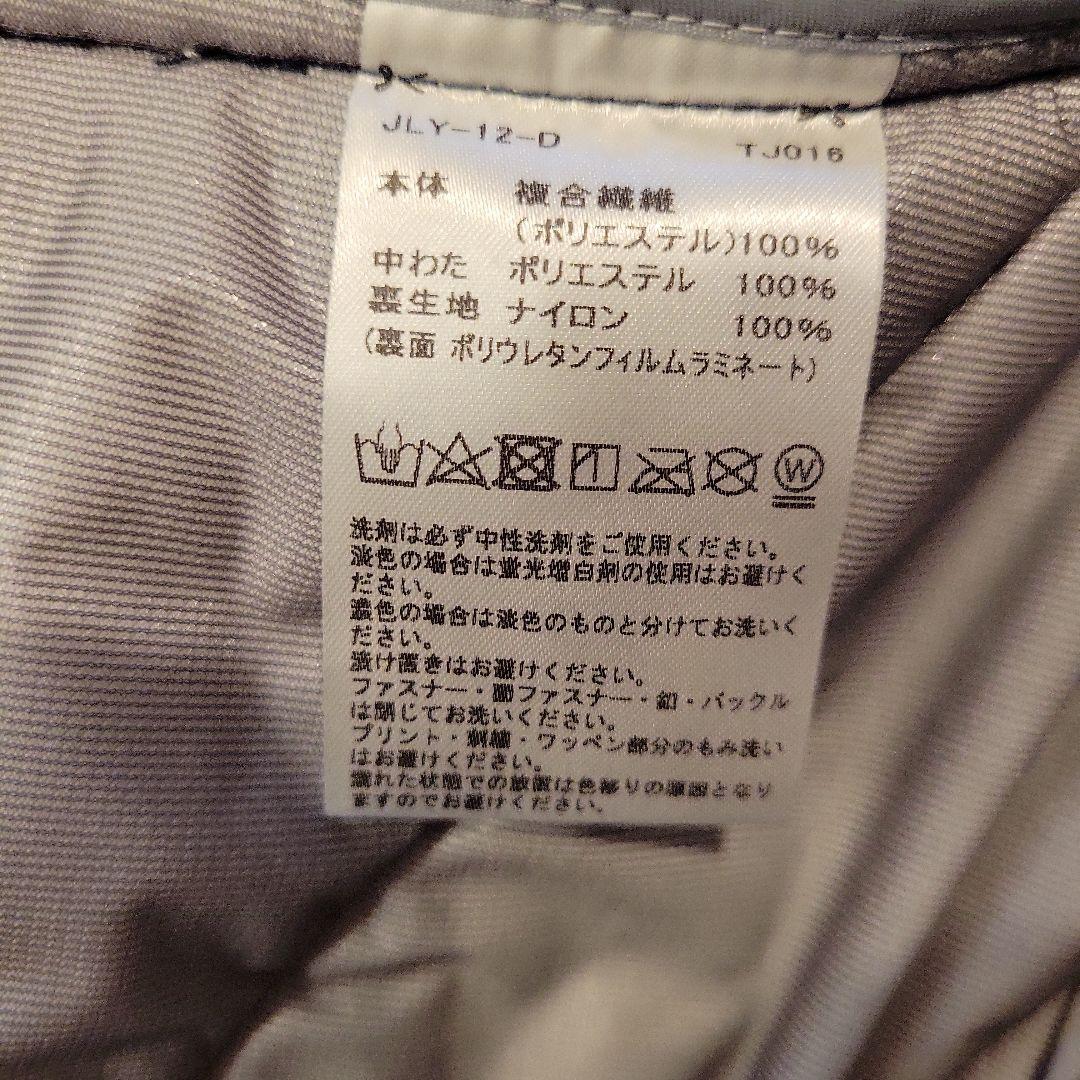 JLY-12-D TJ016
本体 複合繊維
(ポリエステル)100%
中わた ポリエステル 100%
裏生地 ナイロン 100%
(裏面 ポリウレタンフィルムラミネート)
W
洗剤は必ず中性洗剤をご使用ください。
淡色の場合は蛍光増白剤の使用はお避けく
ださい。
濃色の場合は淡色のものと分けてお洗いく
ださい。
漬け置きはお避けください。
ファスナー・面ファスナー・釦・バックル
は閉じてお洗いください。
プリント・刺繍・ワッペン部分のもみ洗い
はお避けください。
濡れた状態での放置は色移りの原因となり
ますのでお避けください。